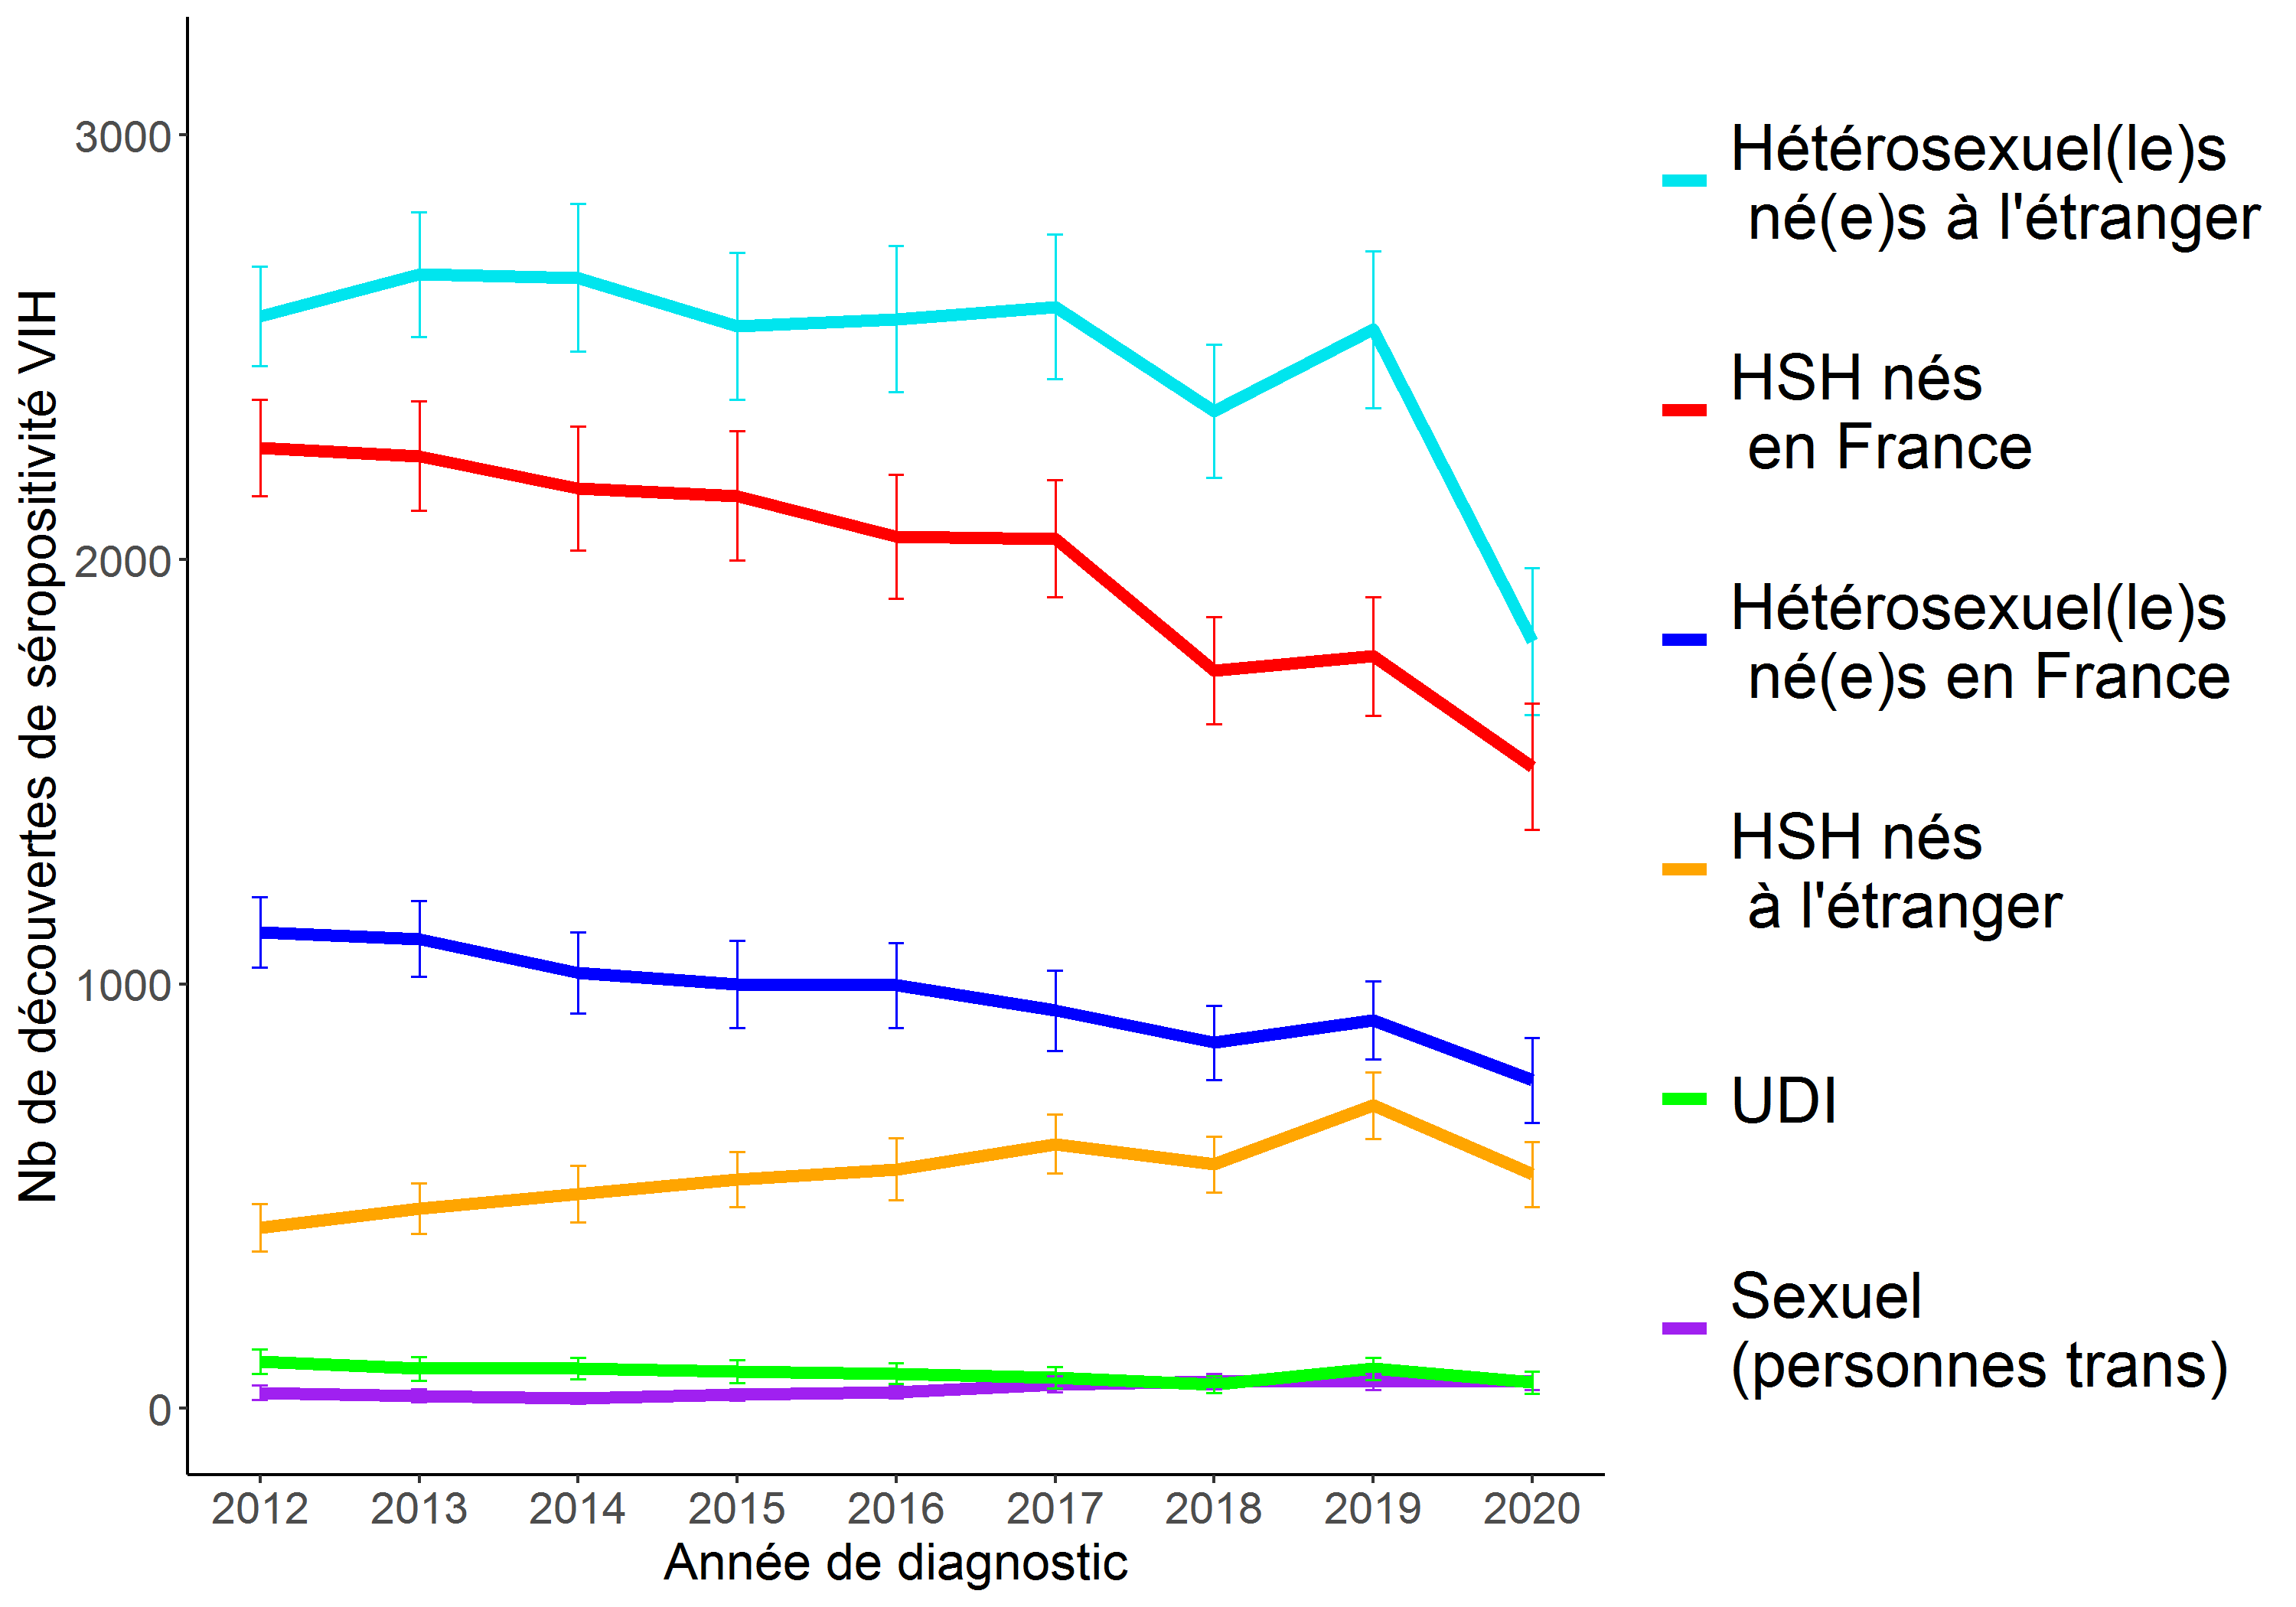 Nb de découvertes de séropositivité VIH
3000
2000
1000
0
2012 2013 2014 2015 2016 2017 2018 2019 2020
Année de diagnostic
Hétérosexuel(le)s
né(e)s à l'étranger
HSH nés
en France
Hétérosexuel(le)s
né(e)s en France
HSH nés
à l'étranger
UDI
Sexuel
(personnes trans)